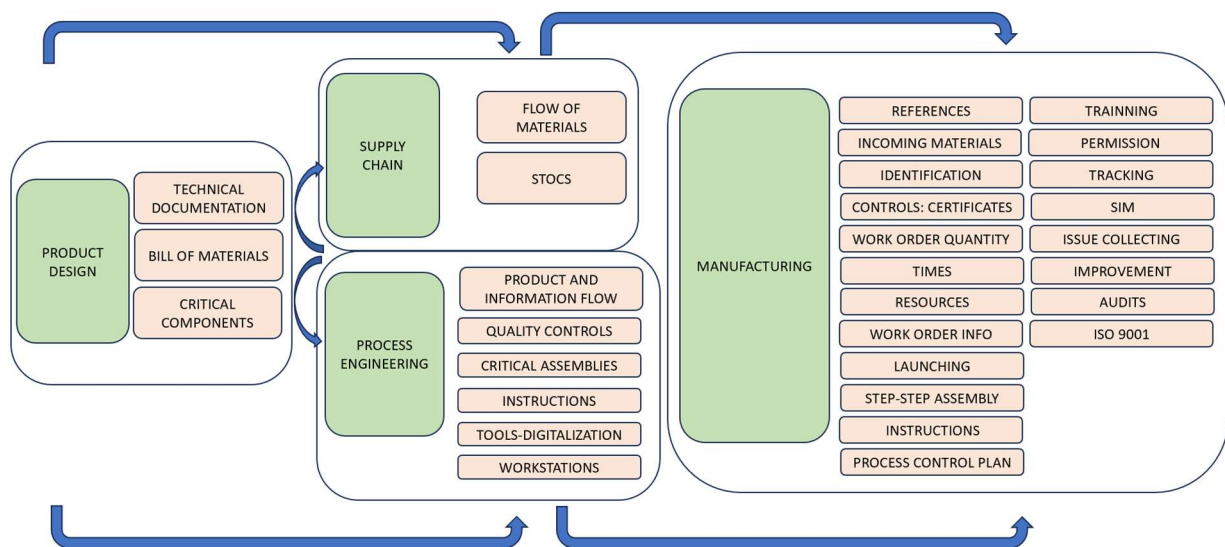 PRODUCT
DESIGN
TECHNICAL
DOCUMENTATION
BILL OF MATERIALS
CRITICAL
COMPONENTS
SUPPLY
CHAIN
FLOW OF
MATERIALS
STOCS
PROCESS
ENGINEERING
PRODUCT AND
INFORMATION FLOW
QUALITY CONTROLS
CRITICAL ASSEMBLIES
INSTRUCTIONS
TOOLS-DIGITALIZATION
WORKSTATIONS
MANUFACTURING
REFERENCES
INCOMING MATERIALS
IDENTIFICATION
CONTROLS: CERTIFICATES
WORK ORDER QUANTITY
TIMES
RESOURCES
WORK ORDER INFO
LAUNCHING
STEP-STEP ASSEMBLY
INSTRUCTIONS
PROCESS CONTROL PLAN
TRAINNING
PERMISSION
TRACKING
SIM
ISSUE COLLECTING
IMPROVEMENT
AUDITS
ISO 9001